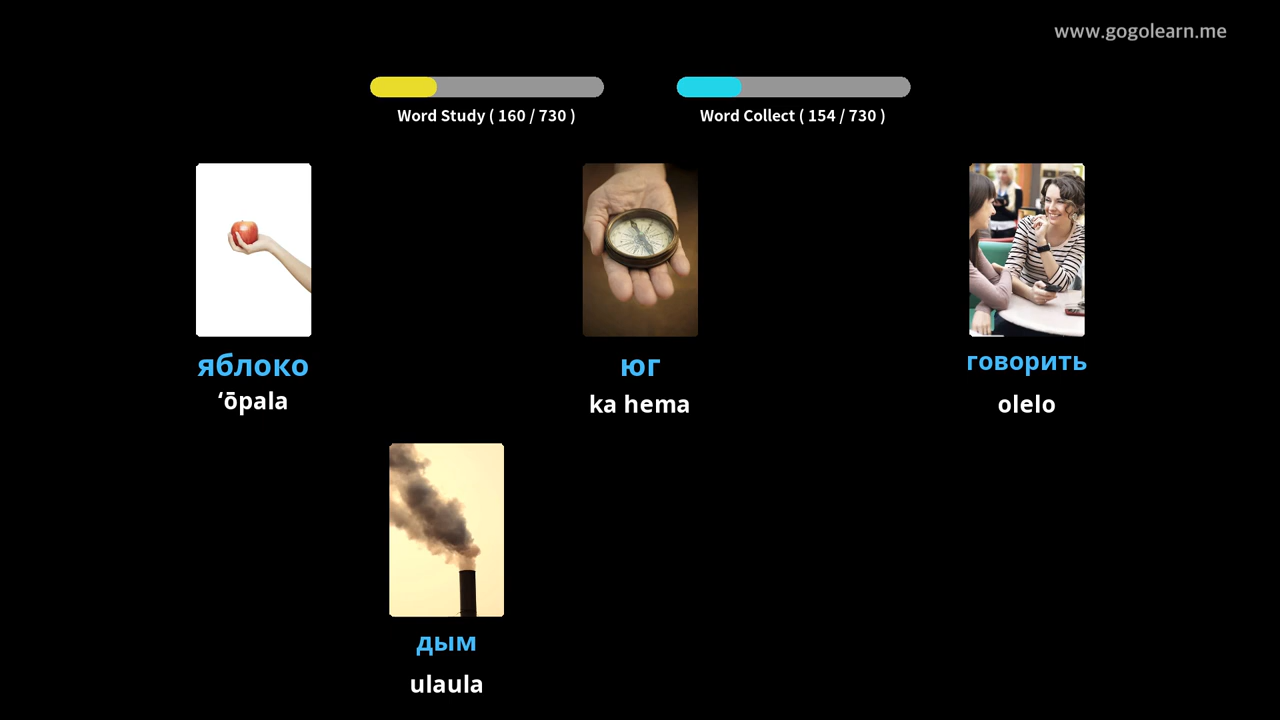 www.gogolearn.me
Word Study ( 160 / 730 )
Word Collect ( 154 / 730 )
яблоко
ʻōpala
юг
ka hema
говорить
olelo
дым
ulaula